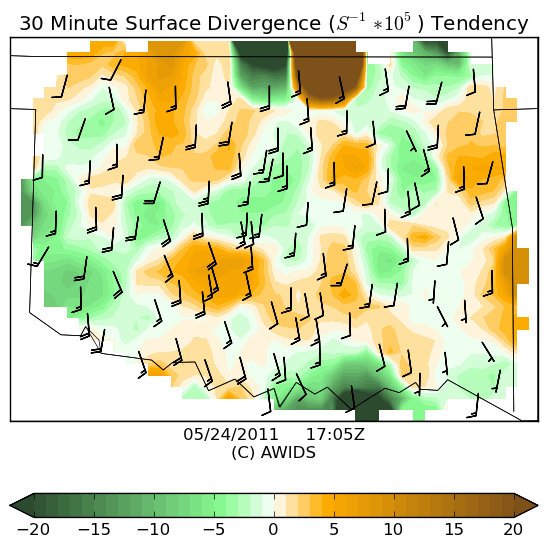 30 Minute Surface Divergence (S⁻¹ *10⁵ ) Tendency
05/24/2011 17:05Z
(C) AWIDS
−20 −15 −10 −5 0 5 10 15 20